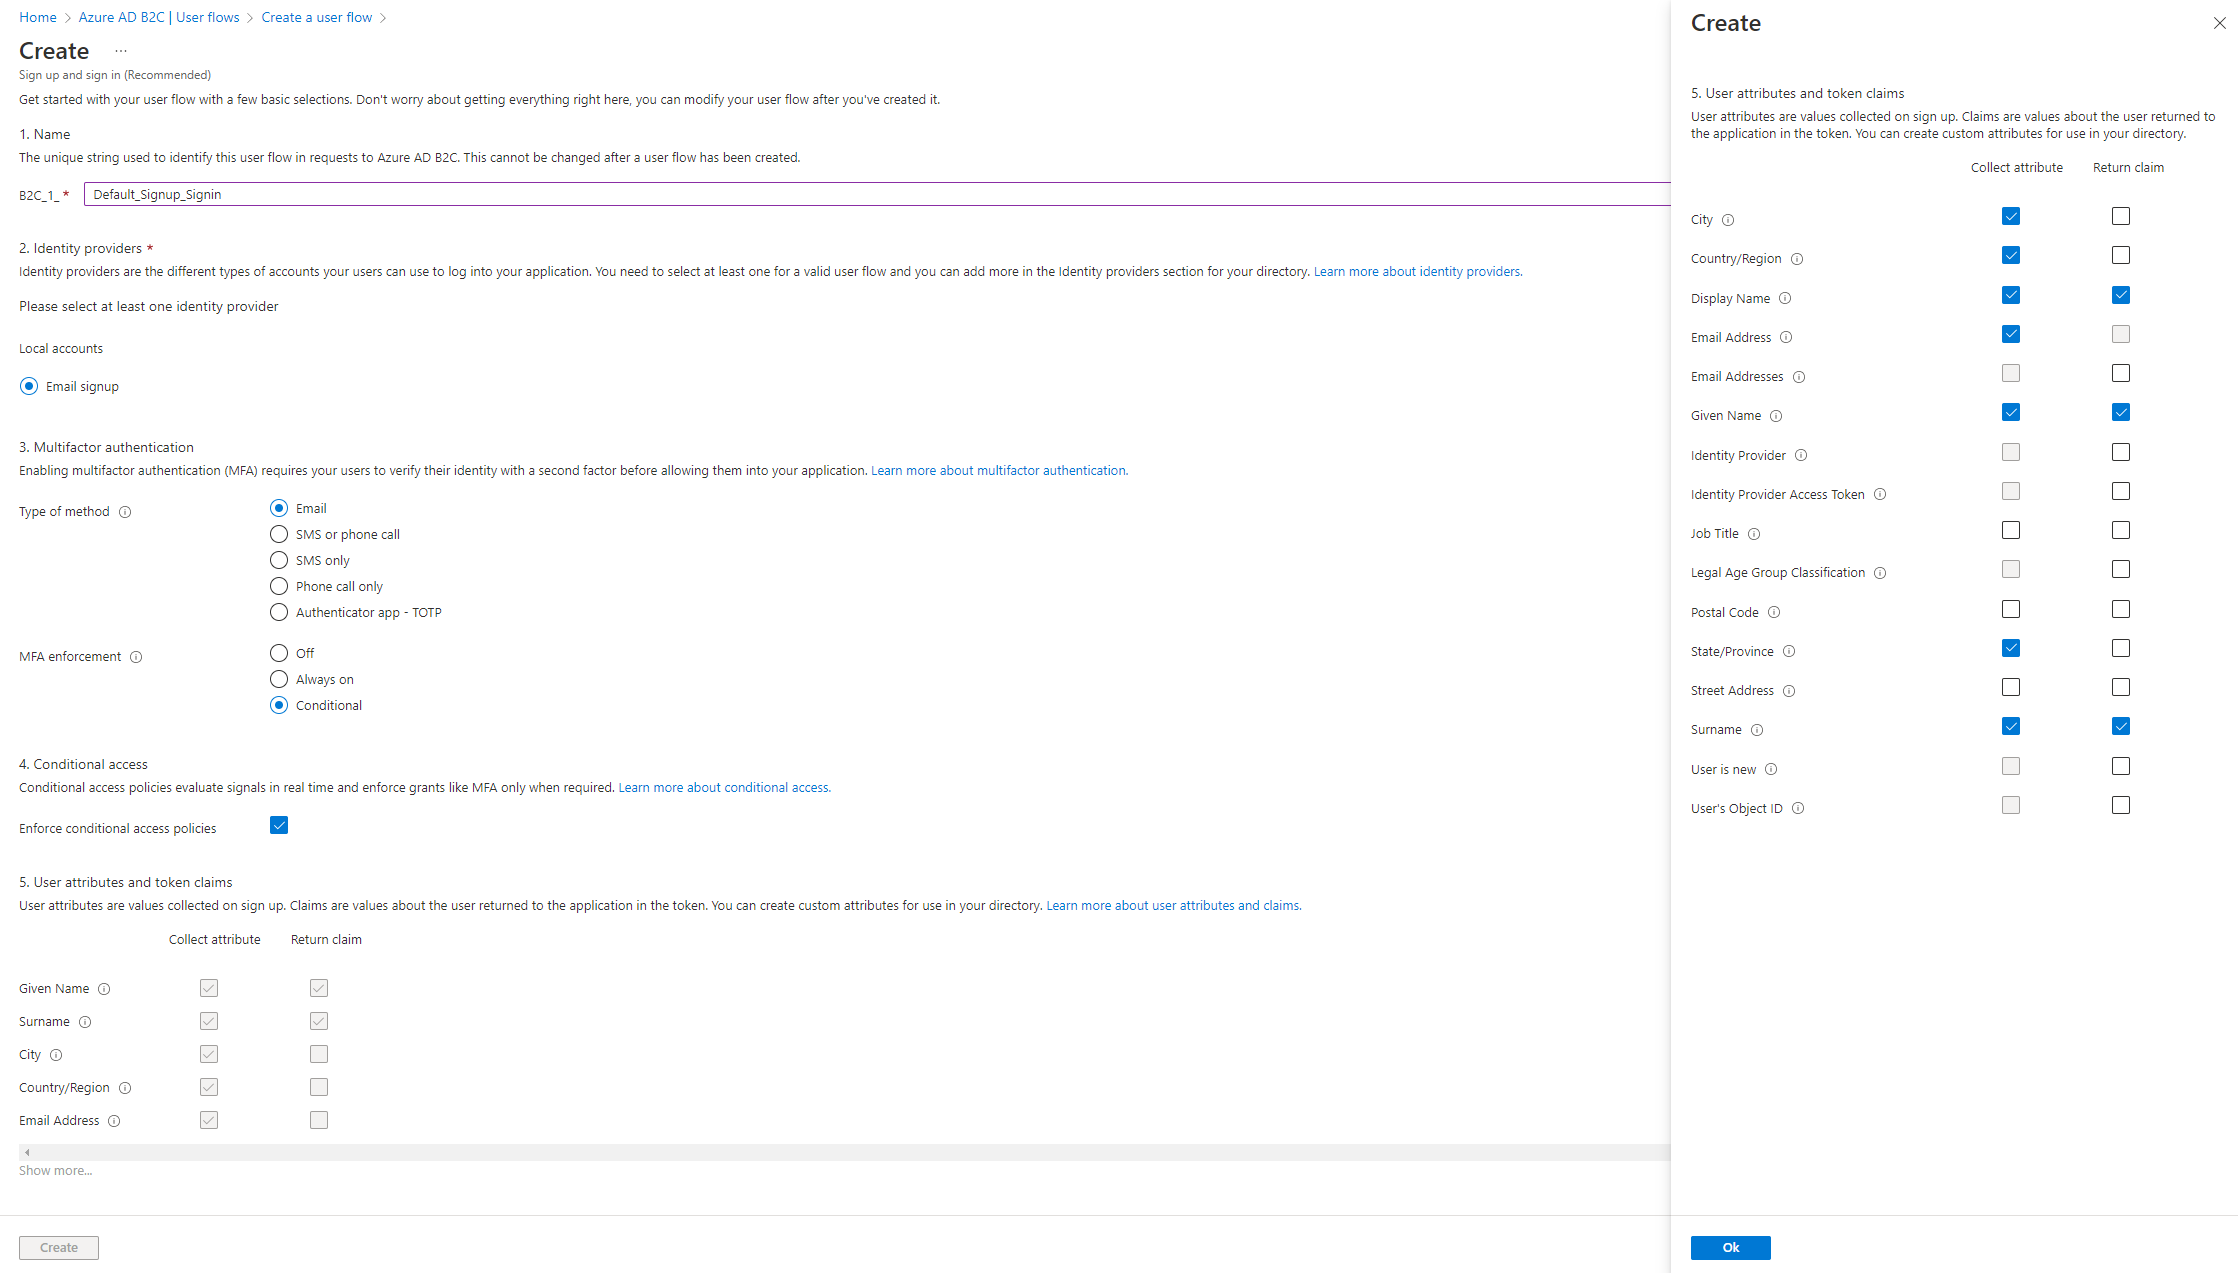 Home > Azure AD B2C | User flows > Create a user flow >
Create ...
Sign up and sign in (Recommended)
Get started with your user flow with a few basic selections. Don't worry about getting everything right here, you can modify your user flow after you've created it.
1. Name
The unique string used to identify this user flow in requests to Azure AD B2C. This cannot be changed after a user flow has been created.
B2C_1_ * Default_Signup_Signin
2. Identity providers *
Identity providers are the different types of accounts your users can use to log into your application. You need to select at least one for a valid user flow and you can add more in the Identity providers section for your directory. Learn more about identity providers.
Please select at least one identity provider
Local accounts
Email signup
3. Multifactor authentication
Enabling multifactor authentication (MFA) requires your users to verify their identity with a second factor before allowing them into your application. Learn more about multifactor authentication.
Type of method
Email
SMS or phone call
SMS only
Phone call only
Authenticator app - TOTP
MFA enforcement
Off
Always on
Conditional
4. Conditional access
Conditional access policies evaluate signals in real time and enforce grants like MFA only when required. Learn more about conditional access.
Enforce conditional access policies
5. User attributes and token claims
User attributes are values collected on sign up. Claims are values about the user returned to the application in the token. You can create custom attributes for use in your directory. Learn more about user attributes and claims.
Collect attribute Return claim
Given Name
Surname
City
Country/Region
Email Address
Show more...
Create
Create
5. User attributes and token claims
User attributes are values collected on sign up. Claims are values about the user returned to
the application in the token. You can create custom attributes for use in your directory.
Collect attribute Return claim
City
Country/Region
Display Name
Email Address
Email Addresses
Given Name
Identity Provider
Identity Provider Access Token
Job Title
Legal Age Group Classification
Postal Code
State/Province
Street Address
Surname
User is new
User's Object ID
Ok